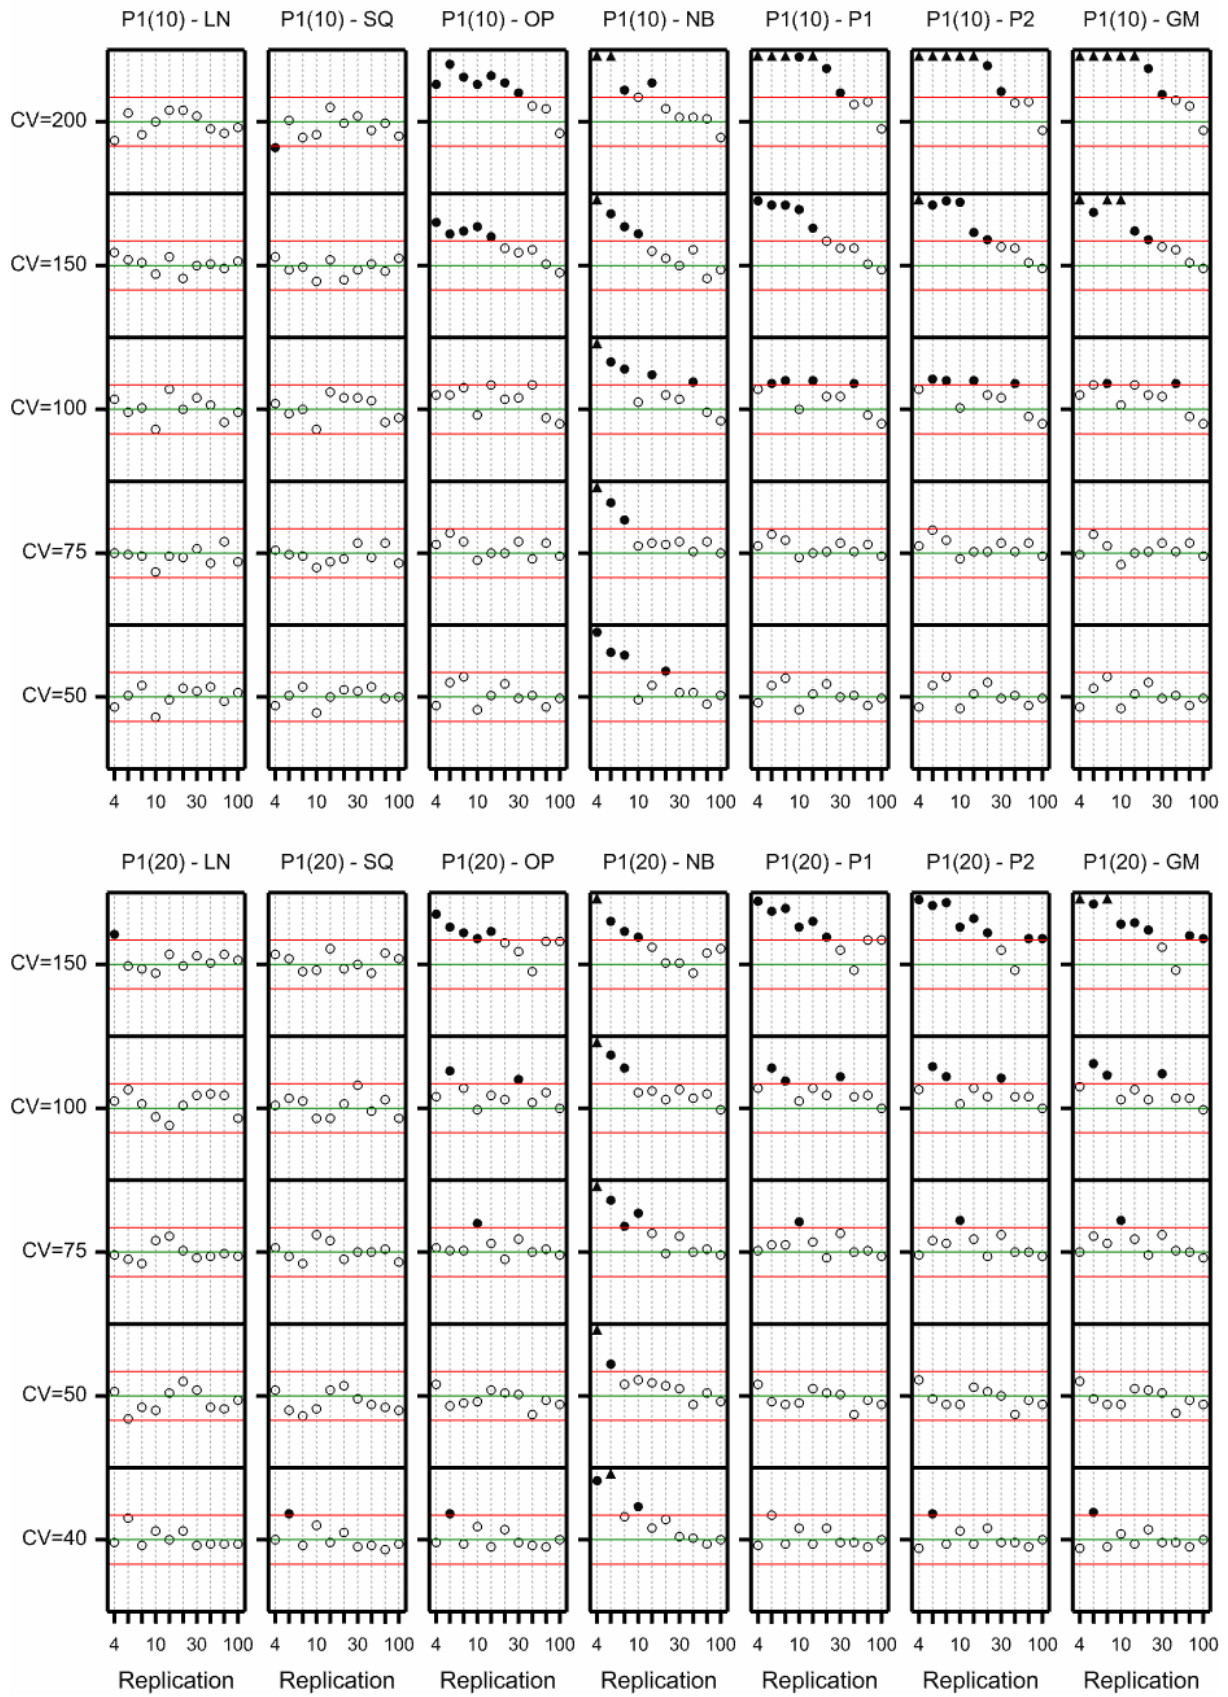 P1(10) - LN P1(10) - SQ P1(10) - OP P1(10) - NB P1(10) - P1 P1(10) - P2 P1(10) - GM
CV=200
CV=150
CV=100
CV=75
CV=50
4 10 30 100 4 10 30 100 4 10 30 100 4 10 30 100 4 10 30 100 4 10 30 100 4 10 30 100
P1(20) - LN P1(20) - SQ P1(20) - OP P1(20) - NB P1(20) - P1 P1(20) - P2 P1(20) - GM
CV=150
CV=100
CV=75
CV=50
CV=40
4 10 30 100 4 10 30 100 4 10 30 100 4 10 30 100 4 10 30 100 4 10 30 100 4 10 30 100
Replication Replication Replication Replication Replication Replication Replication